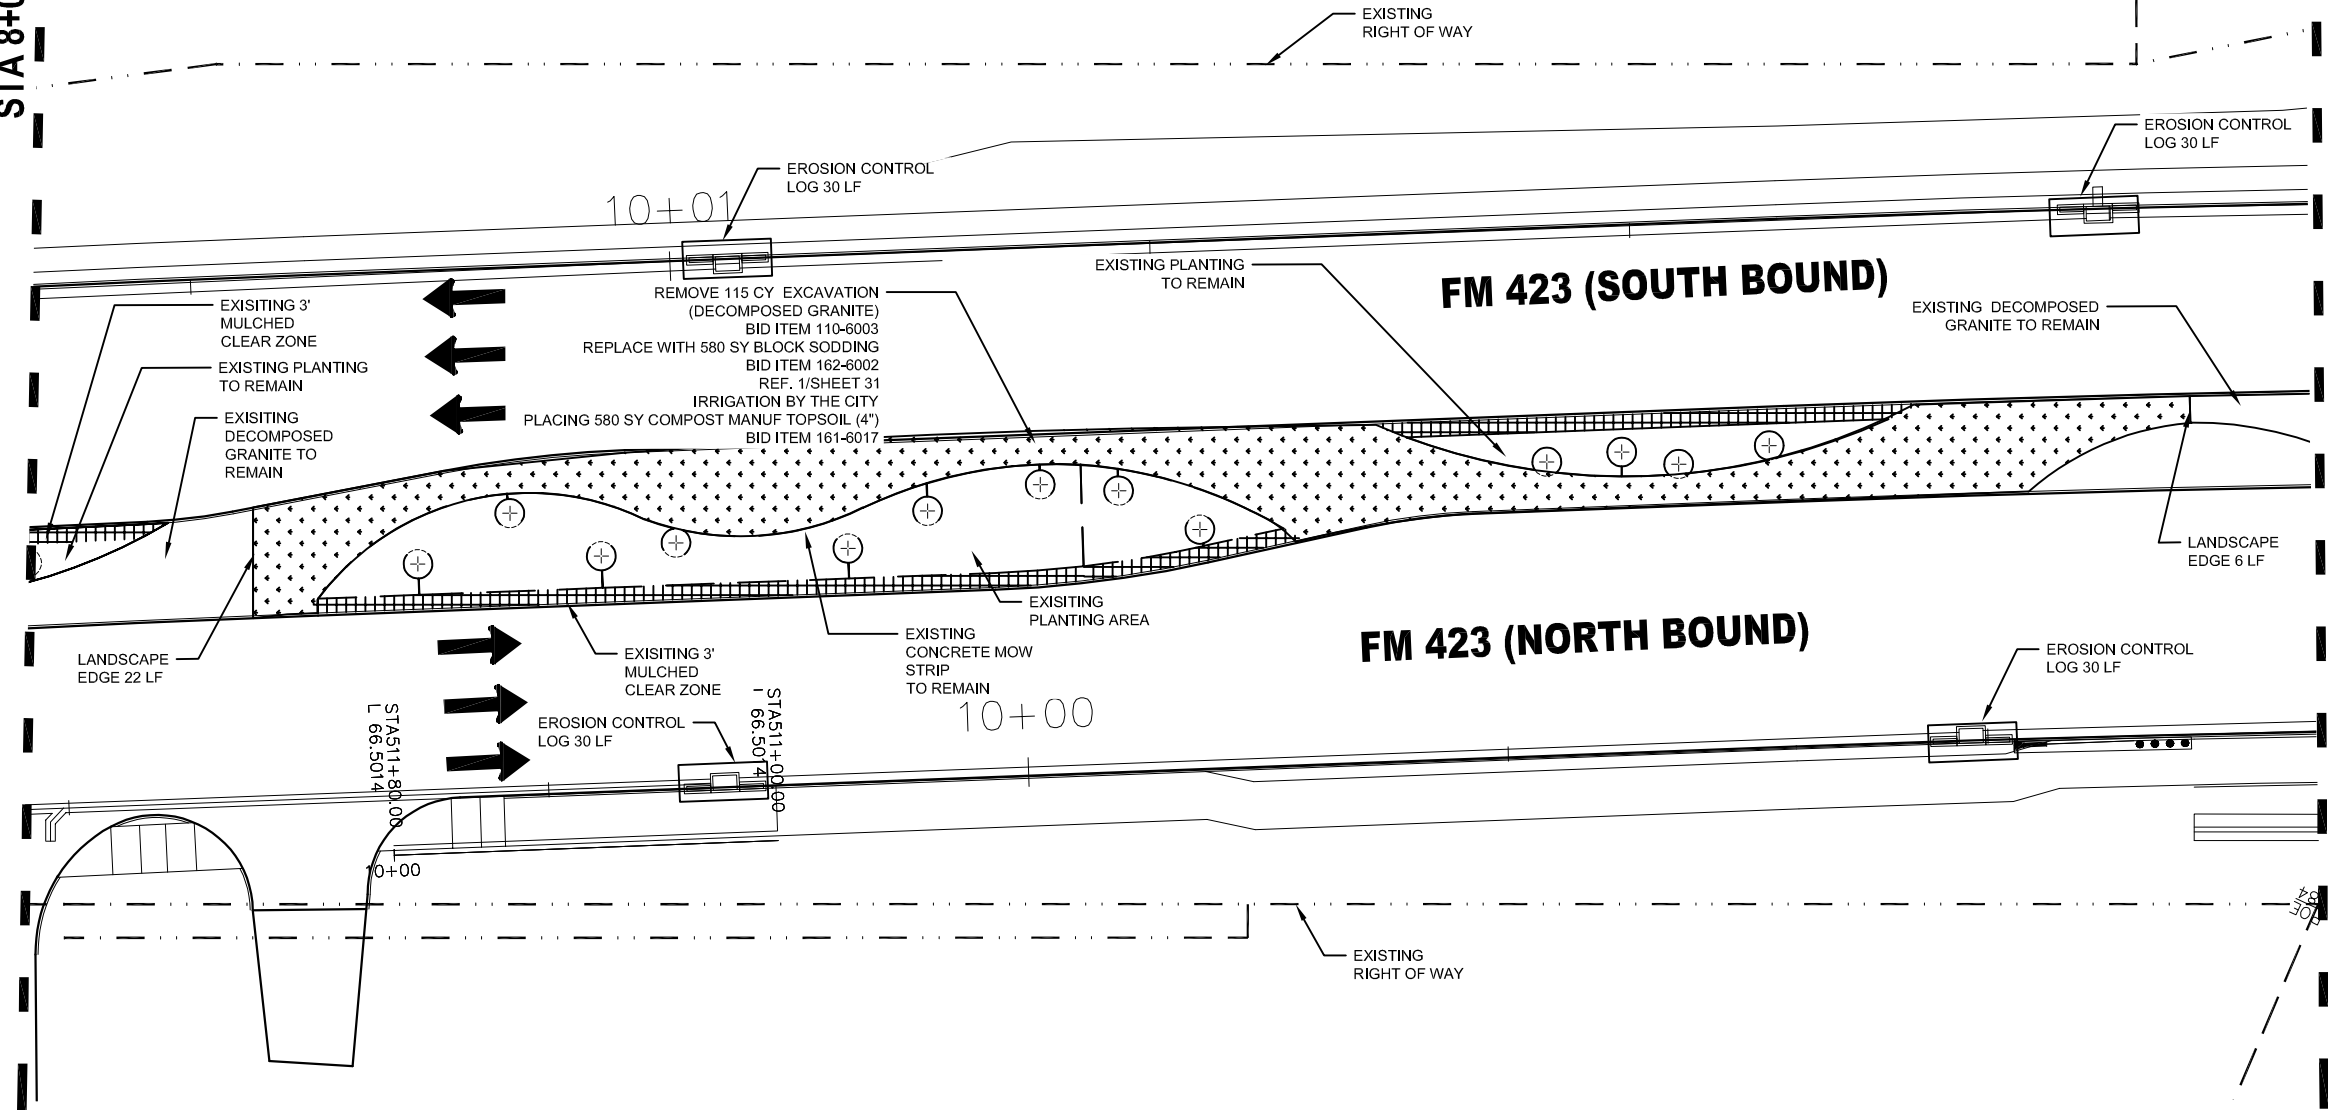 EXISTING
RIGHT OF WAY
EROSION CONTROL
LOG 30 LF
EROSION CONTROL
LOG 30 LF
10+01
EXISTING PLANTING
TO REMAIN
FM 423 (SOUTH BOUND)
EXISTING DECOMPOSED
GRANITE TO REMAIN
EXISITING 3'
MULCHED
CLEAR ZONE
EXISTING PLANTING
TO REMAIN
EXISITING
DECOMPOSED
GRANITE TO
REMAIN
REMOVE 115 CY EXCAVATION
(DECOMPOSED GRANITE)
BID ITEM 110-6003
REPLACE WITH 580 SY BLOCK SODDING
BID ITEM 162-6002
REF. 1/SHEET 31
IRRIGATION BY THE CITY
PLACING 580 SY COMPOST MANUF TOPSOIL (4")
BID ITEM 161-6017
LANDSCAPE
EDGE 6 LF
EXISITING
PLANTING AREA
EXISTING
CONCRETE MOW
STRIP
TO REMAIN
FM 423 (NORTH BOUND)
LANDSCAPE
EDGE 22 LF
EXISITING 3'
MULCHED
CLEAR ZONE
EROSION CONTROL
LOG 30 LF
EROSION CONTROL
LOG 30 LF
10+00
STA511+80.00
L 66.5014
STA511+00.00
66.5014
10+00
EXISTING
RIGHT OF WAY